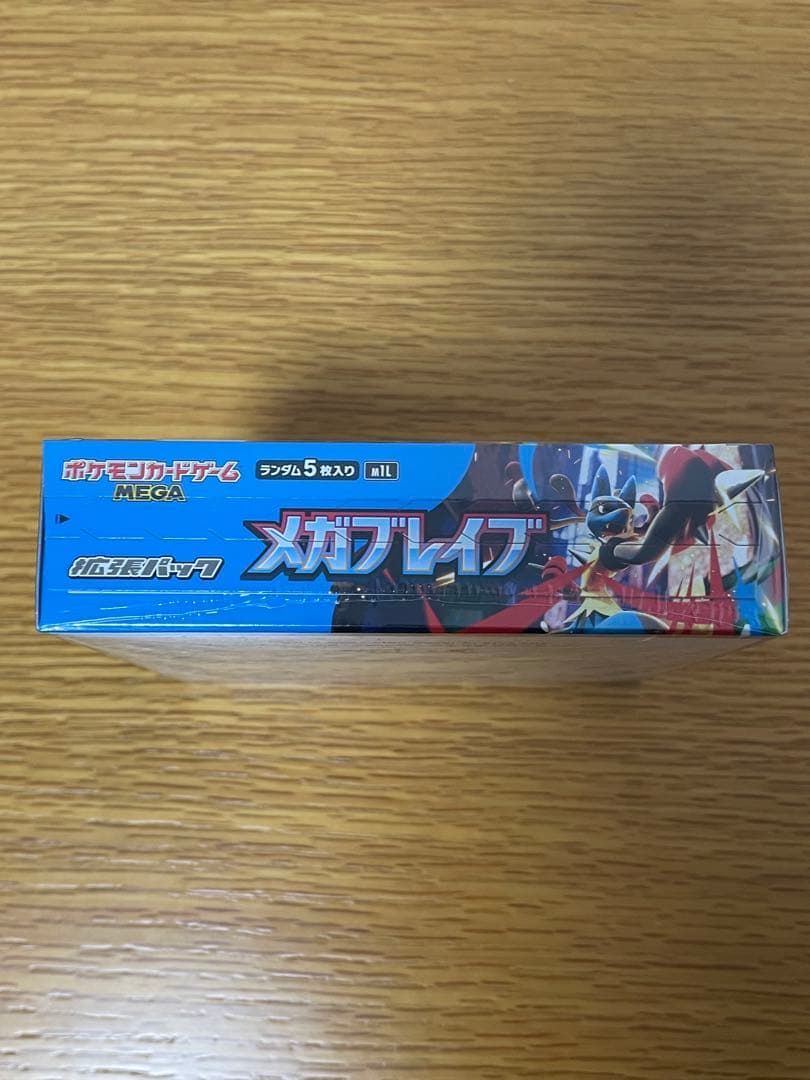 ポケモンカードゲーム
MEGA
ランダム5枚入り
M1L
メガブレイブ
拡張パック